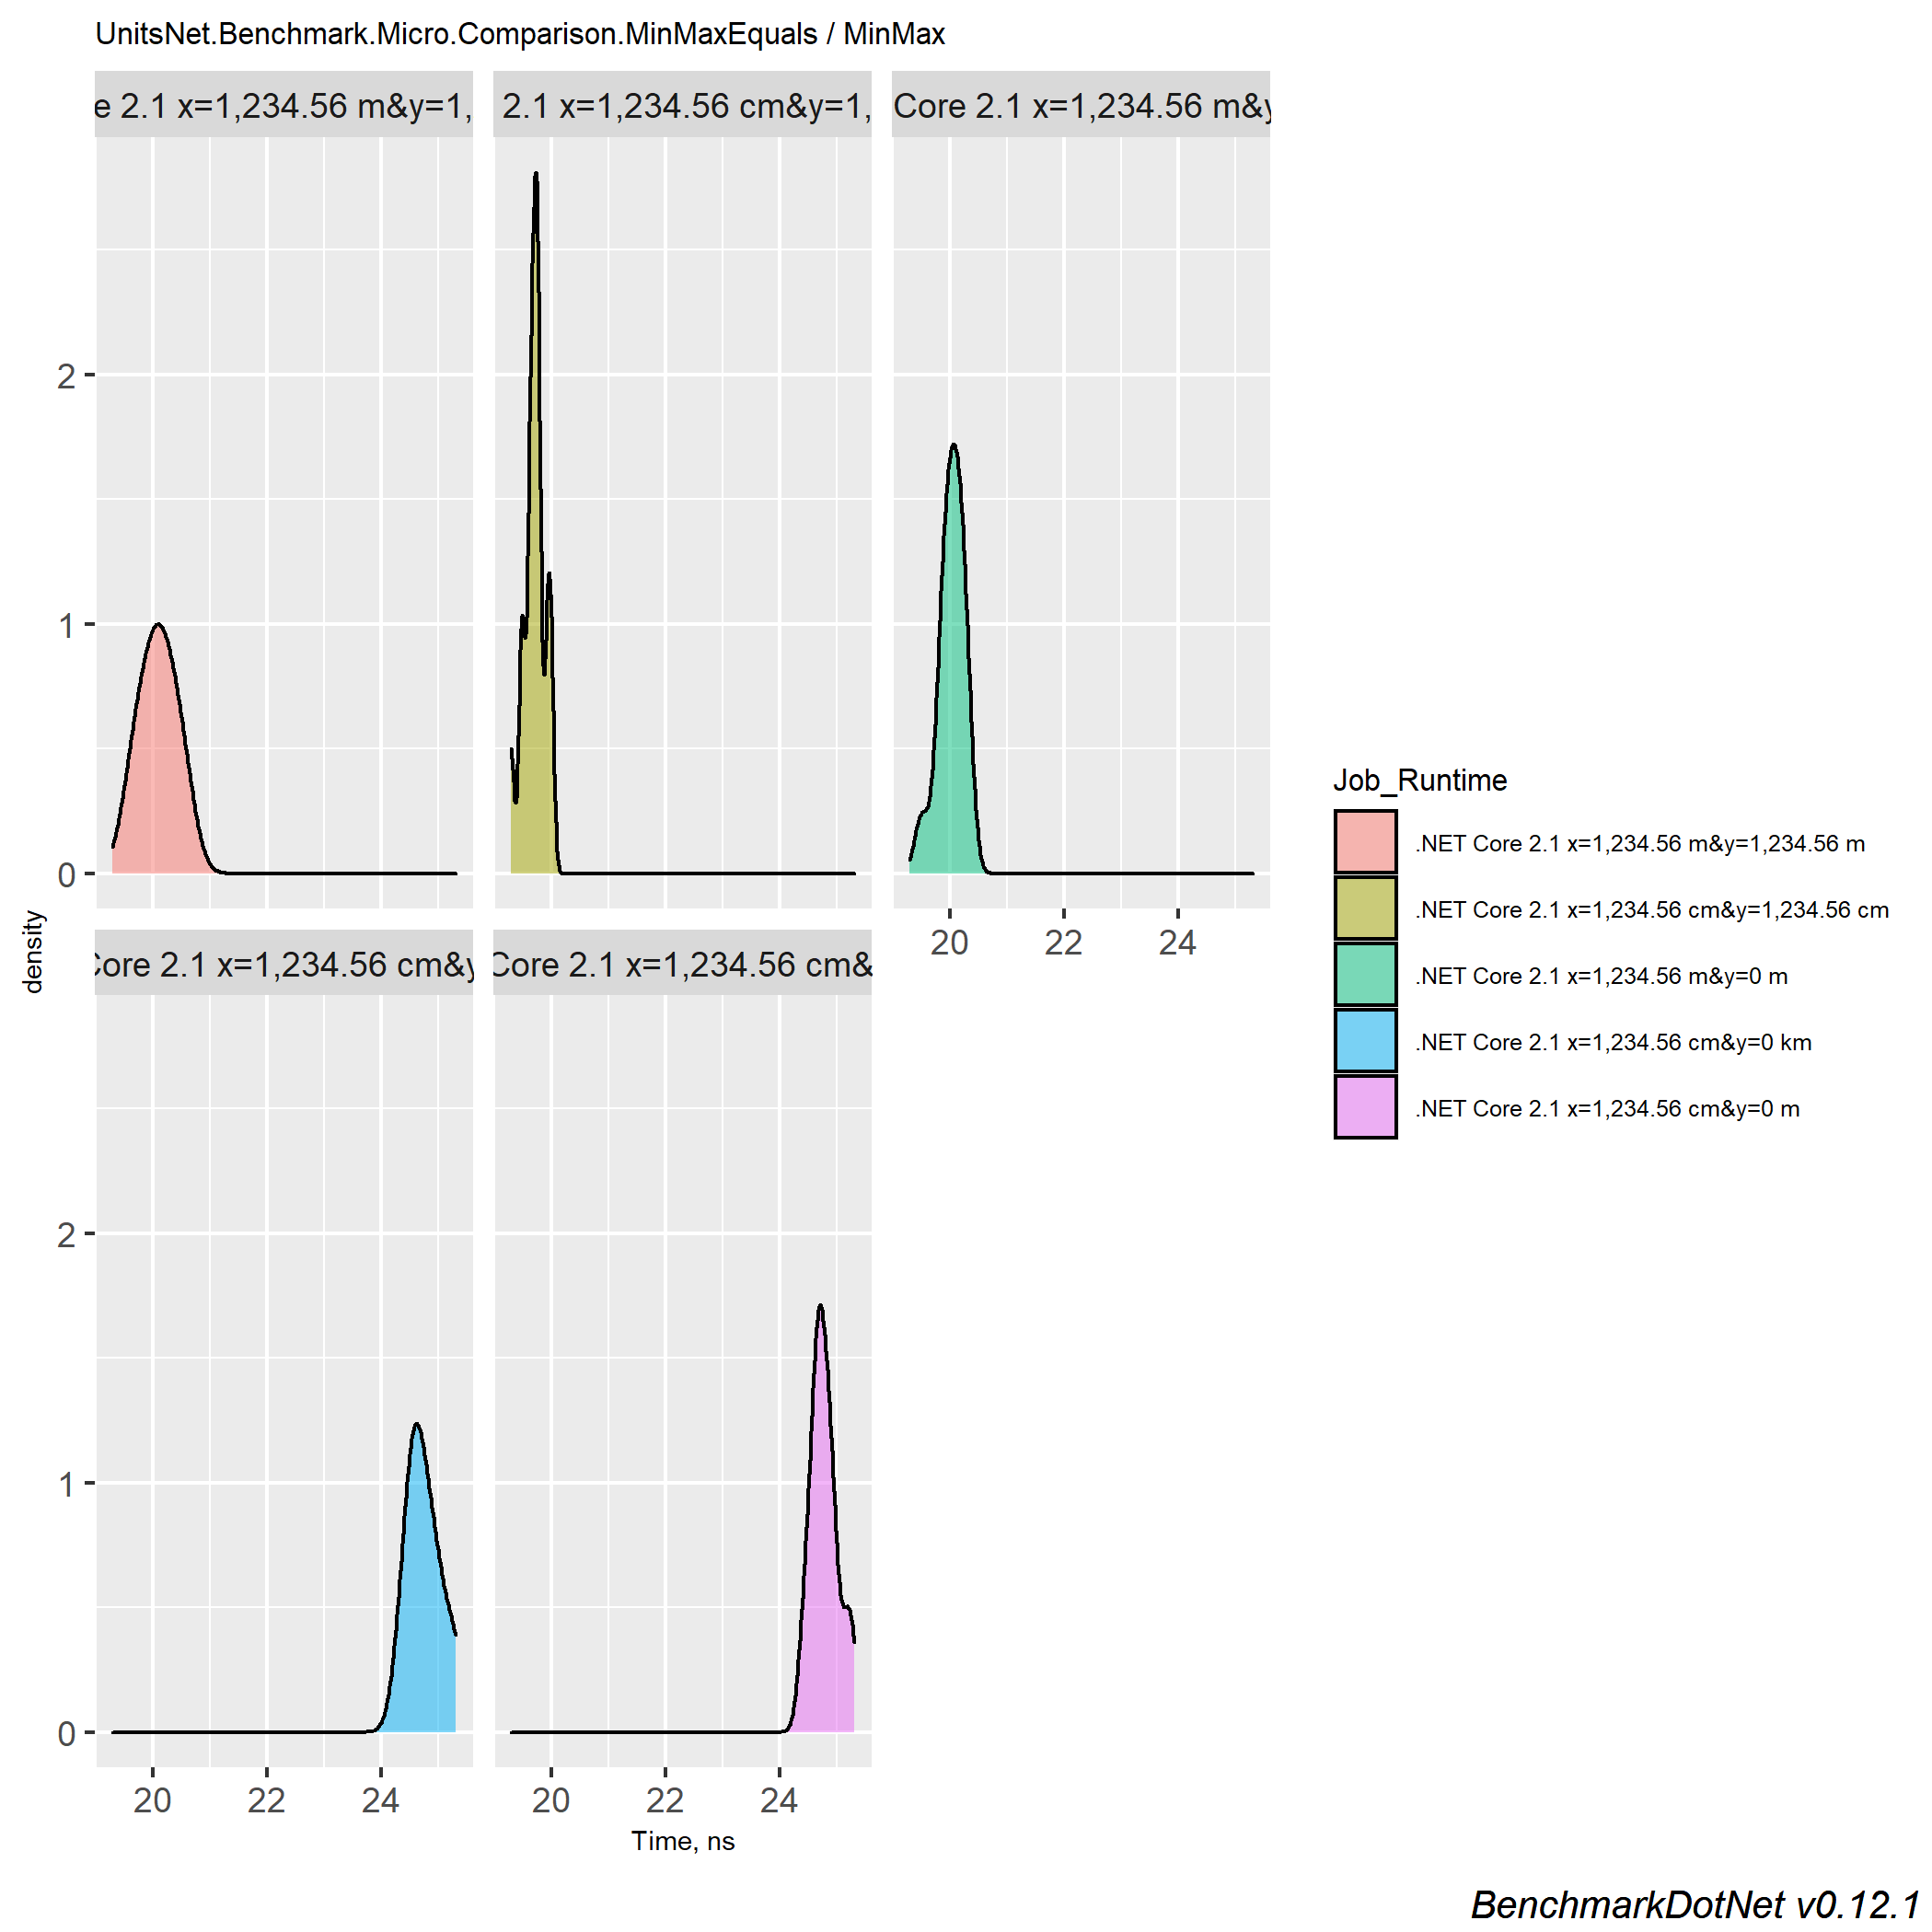 UnitsNet.Benchmark.Micro.Comparison.MinMaxEquals / MinMax
e 2.1 x=1,234.56 m&y=1,
2.1 x=1,234.56 cm&y=1,
Core 2.1 x=1,234.56 m&y
2
1
0
20 22 24
density
Core 2.1 x=1,234.56 cm&y
Core 2.1 x=1,234.56 cm&
2
1
0
20 22 24
20 22 24
Time, ns
Job_Runtime
.NET Core 2.1 x=1,234.56 m&y=1,234.56 m
.NET Core 2.1 x=1,234.56 cm&y=1,234.56 cm
.NET Core 2.1 x=1,234.56 m&y=0 m
.NET Core 2.1 x=1,234.56 cm&y=0 km
.NET Core 2.1 x=1,234.56 cm&y=0 m
BenchmarkDotNet v0.12.1